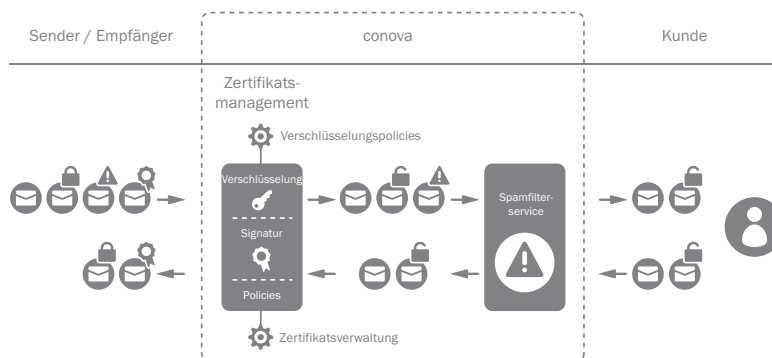 Sender / Empfänger
conova
Kunde
Zertifikats-
management
Verschlüsselungspolicies
Verschlüsselung
Signatur
Policies
Spamfilter-
service
Zertifikatsverwaltung